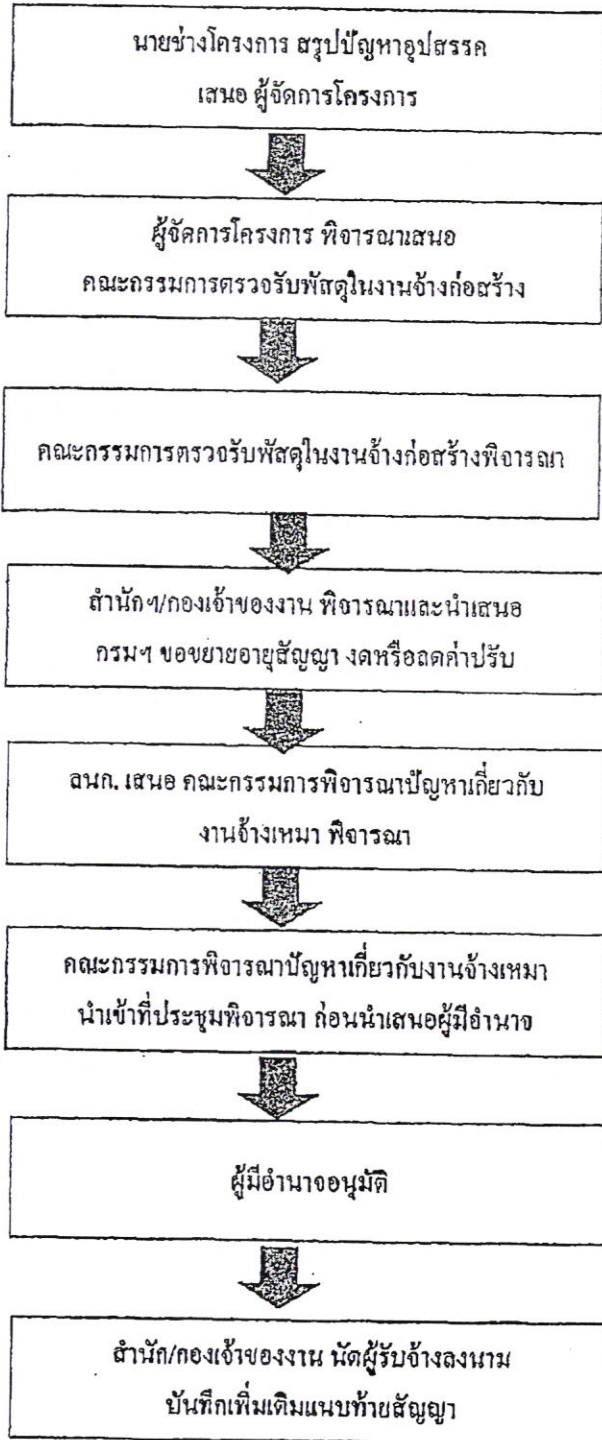 นายช่างโครงการ สรุปปัญหาอุปสรรค
เสนอ ผู้จัดการโครงการ
ผู้จัดการโครงการ พิจารณาเสนอ
คณะกรรมการตรวจรับพัสดุในงานจ้างก่อสร้าง
คณะกรรมการตรวจรับพัสดุในงานจ้างก่อสร้างพิจารณา
สำนักฯ/กองเจ้าของงาน พิจารณาและนำเสนอ
กรมฯ ขอขยายอายุสัญญา งดหรือลดค่าปรับ
ลนก. เสนอ คณะกรรมการพิจารณาปัญหาเกี่ยวกับ
งานจ้างเหมา พิจารณา
คณะกรรมการพิจารณาปัญหาเกี่ยวกับงานจ้างเหมา
นำเข้าที่ประชุมพิจารณา ก่อนนำเสนอผู้มีอำนาจ
ผู้มีอำนาจอนุมัติ
สำนัก/กองเจ้าของงาน นัดผู้รับจ้างลงนาม
บันทึกเพิ่มเติมแนบท้ายสัญญา